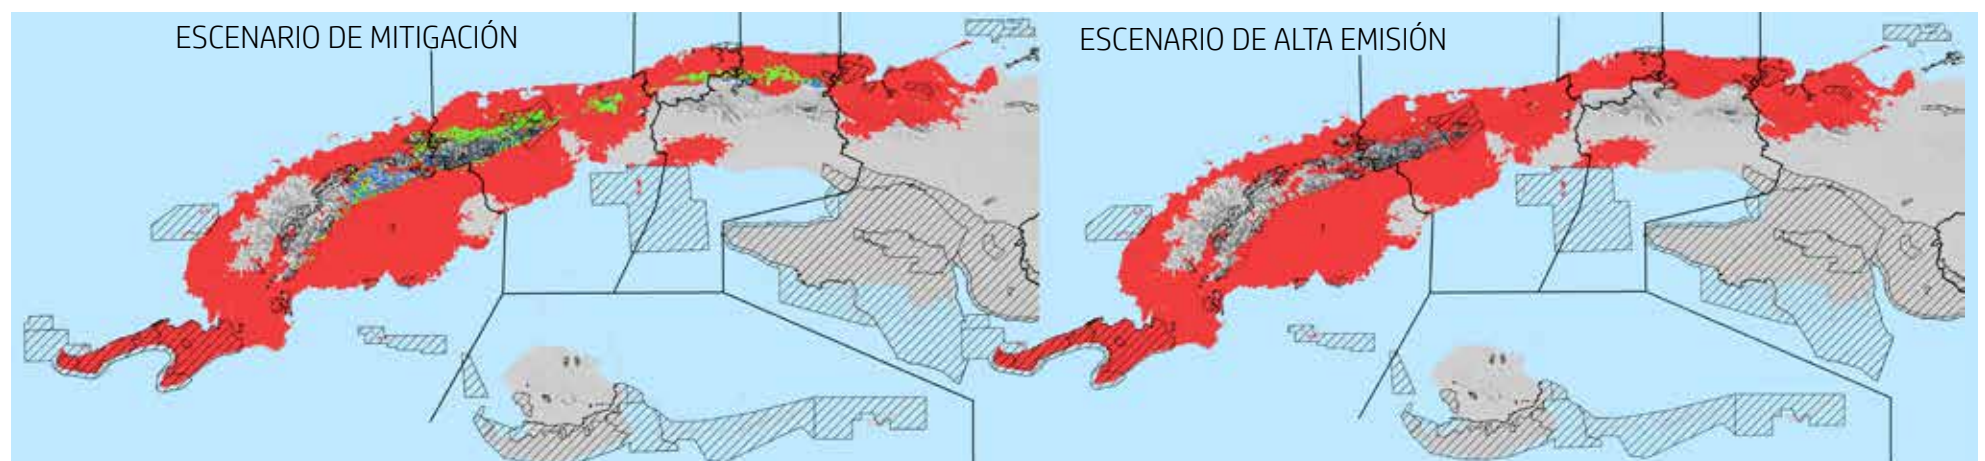 ESCENARIO DE MITIGACIÓN
ESCENARIO DE ALTA EMISIÓN